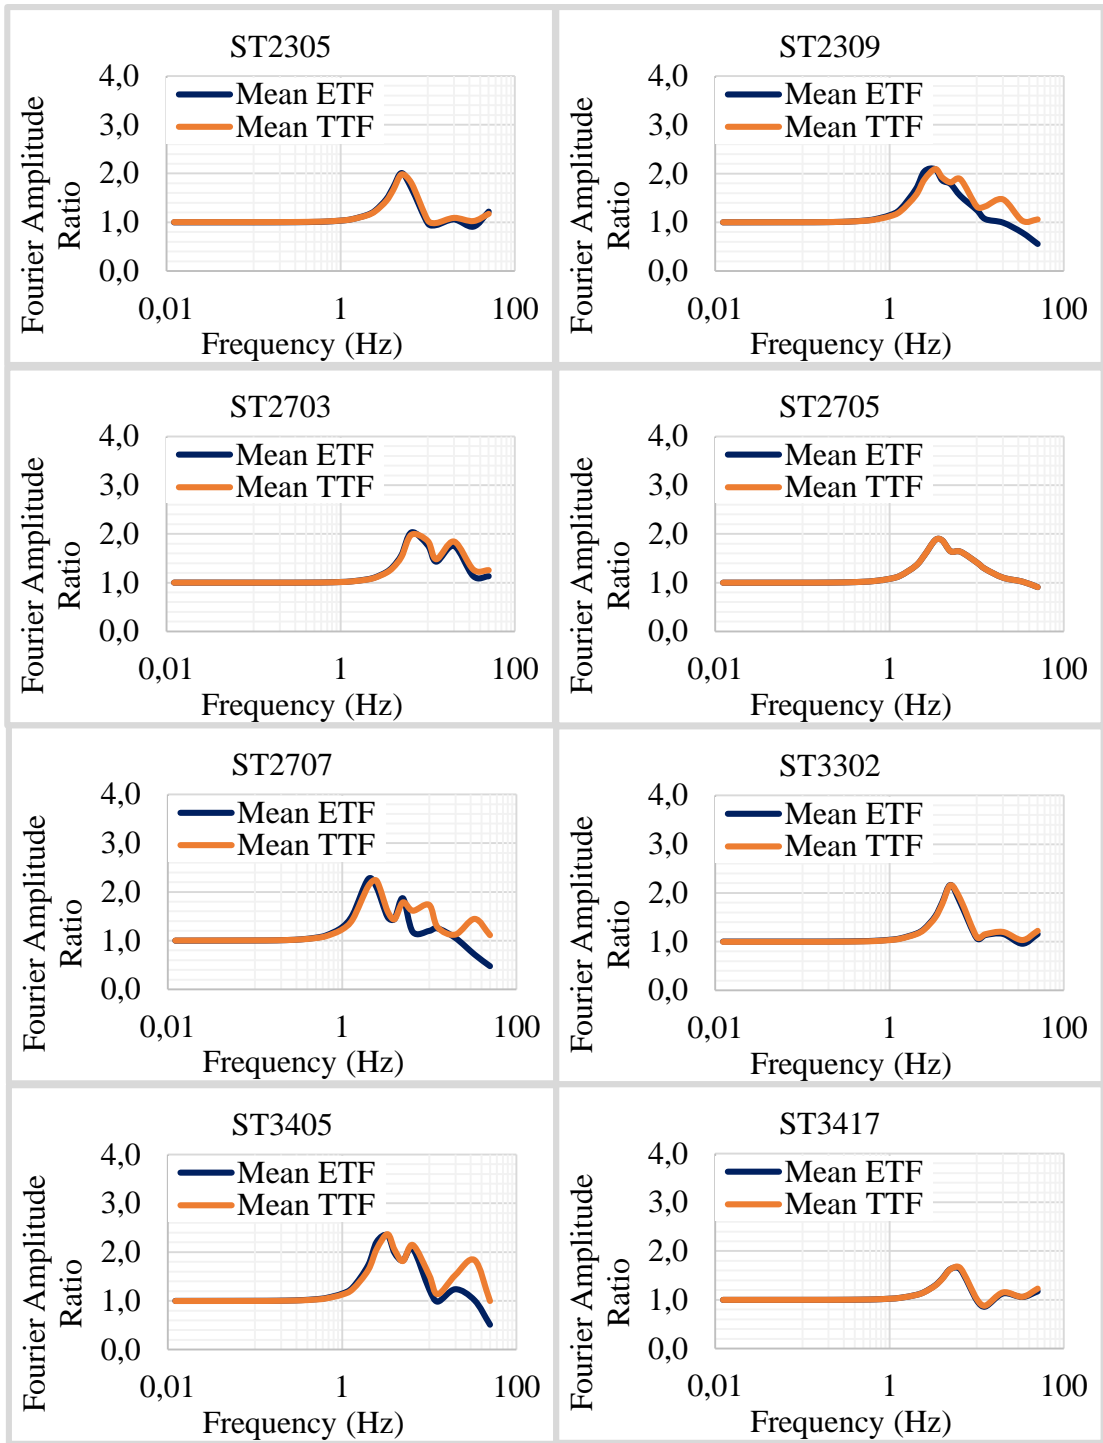 ST2305
Fourier Amplitude
Ratio
4,0
3,0
2,0
1,0
0,0
Mean ETF
Mean TTF
0,01
1
100
Frequency (Hz)
ST2309
Fourier Amplitude
Ratio
4,0
3,0
2,0
1,0
0,0
Mean ETF
Mean TTF
0,01
1
100
Frequency (Hz)
ST2703
Fourier Amplitude
Ratio
4,0
3,0
2,0
1,0
0,0
Mean ETF
Mean TTF
0,01
1
100
Frequency (Hz)
ST2705
Fourier Amplitude
Ratio
4,0
3,0
2,0
1,0
0,0
Mean ETF
Mean TTF
0,01
1
100
Frequency (Hz)
ST2707
Fourier Amplitude
Ratio
4,0
3,0
2,0
1,0
0,0
Mean ETF
Mean TTF
0,01
1
100
Frequency (Hz)
ST3302
Fourier Amplitude
Ratio
4,0
3,0
2,0
1,0
0,0
Mean ETF
Mean TTF
0,01
1
100
Frequency (Hz)
ST3405
Fourier Amplitude
Ratio
4,0
3,0
2,0
1,0
0,0
Mean ETF
Mean TTF
0,01
1
100
Frequency (Hz)
ST3417
Fourier Amplitude
Ratio
4,0
3,0
2,0
1,0
0,0
Mean ETF
Mean TTF
0,01
1
100
Frequency (Hz)